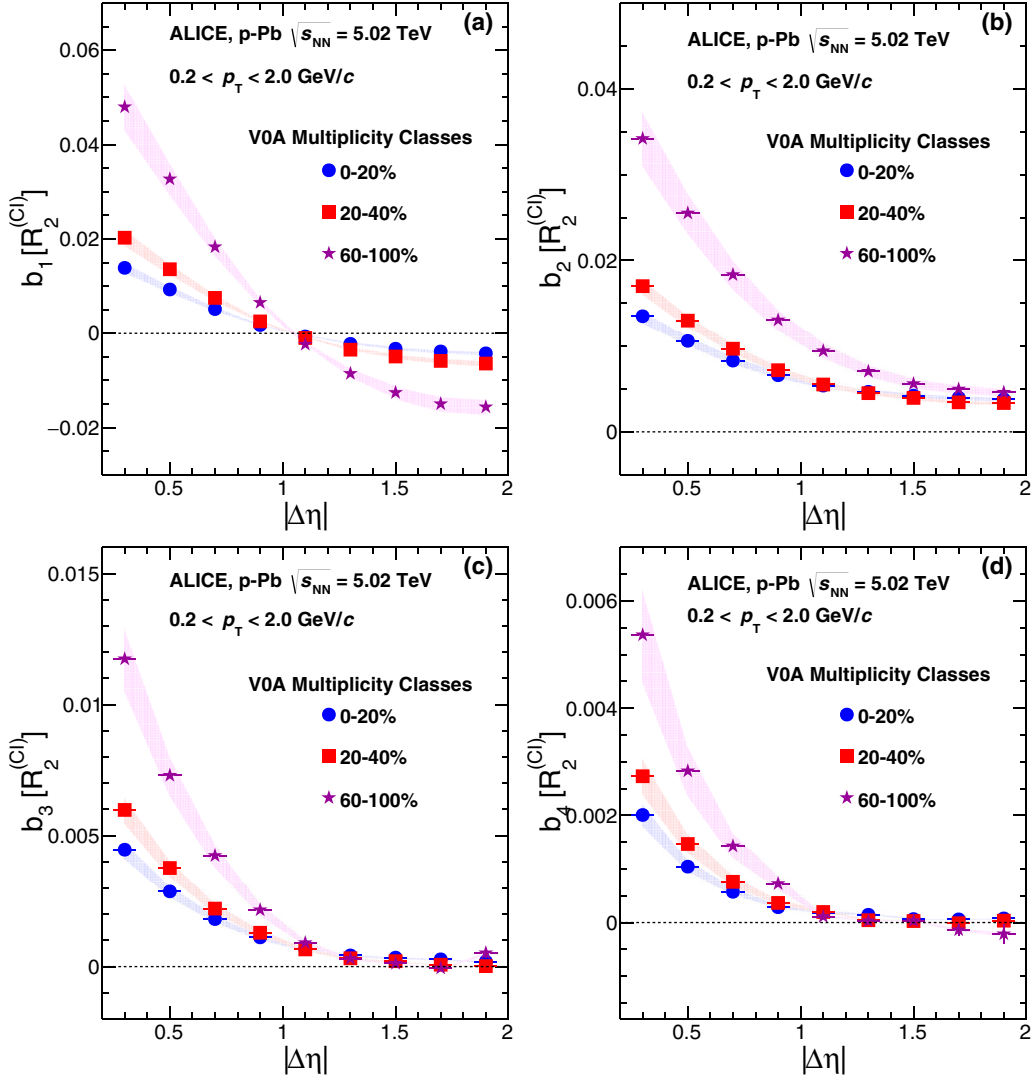 (a)
ALICE, p-Pb √sNN = 5.02 TeV
0.2 < pT < 2.0 GeV/c
V0A Multiplicity Classes
0-20%
20-40%
60-100%
b1 [R2(CI)]
0.06
0.04
0.02
0
−0.02
0.5 1 1.5 2
|Δη|
(b)
ALICE, p-Pb √sNN = 5.02 TeV
0.2 < pT < 2.0 GeV/c
V0A Multiplicity Classes
0-20%
20-40%
60-100%
b2 [R2(CI)]
0.04
0.02
0
0.5 1 1.5 2
|Δη|
(c)
ALICE, p-Pb √sNN = 5.02 TeV
0.2 < pT < 2.0 GeV/c
V0A Multiplicity Classes
0-20%
20-40%
60-100%
b3 [R2(CI)]
0.015
0.01
0.005
0
0.5 1 1.5 2
|Δη|
(d)
ALICE, p-Pb √sNN = 5.02 TeV
0.2 < pT < 2.0 GeV/c
V0A Multiplicity Classes
0-20%
20-40%
60-100%
b4 [R2(CI)]
0.006
0.004
0.002
0
0.5 1 1.5 2
|Δη|